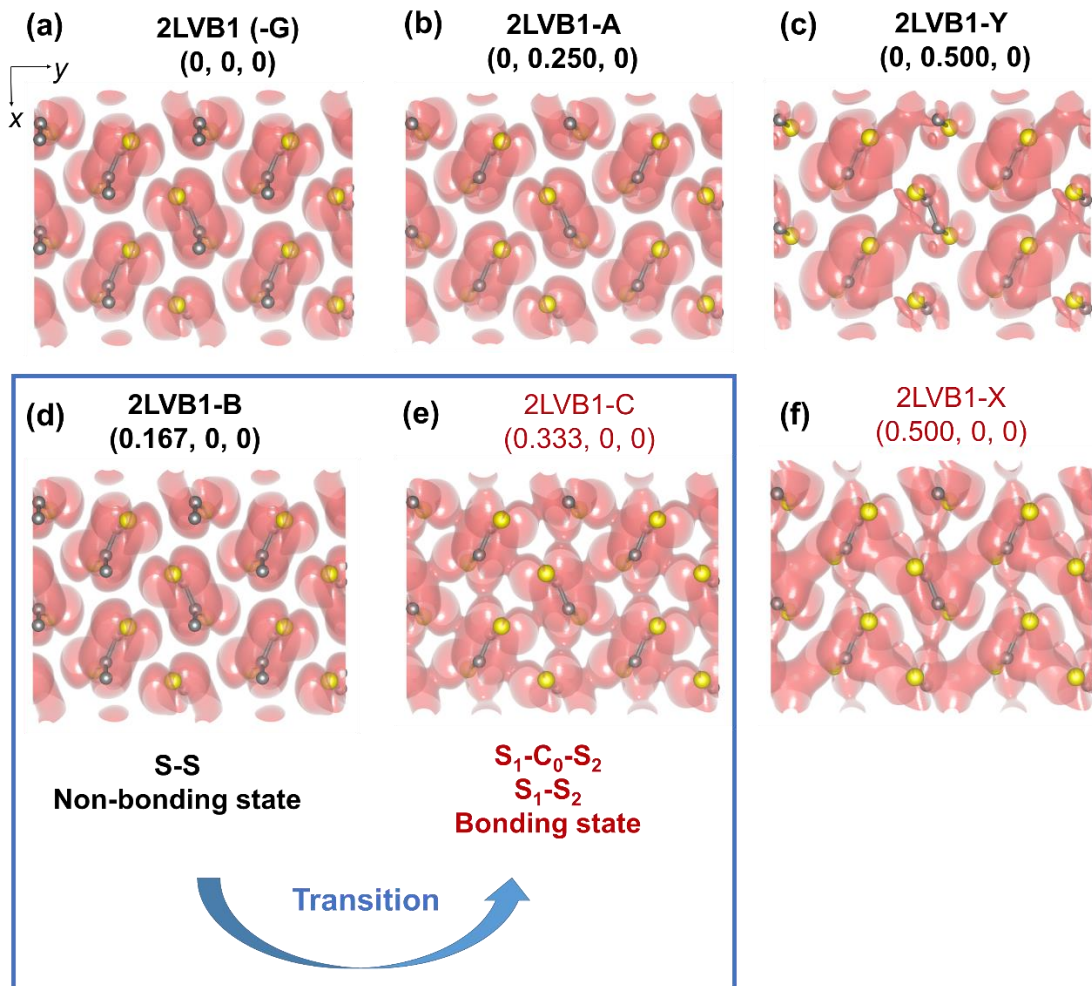 (a)
2LVB1 (-G)
(0, 0, 0)
y
x
(b)
2LVB1-A
(0, 0.250, 0)
(c)
2LVB1-Y
(0, 0.500, 0)
(d)
2LVB1-B
(0.167, 0, 0)
(e)
2LVB1-C
(0.333, 0, 0)
(f)
2LVB1-X
(0.500, 0, 0)
S-S
Non-bonding state
S₁-C₀-S₂
S₁-S₂
Bonding state
Transition